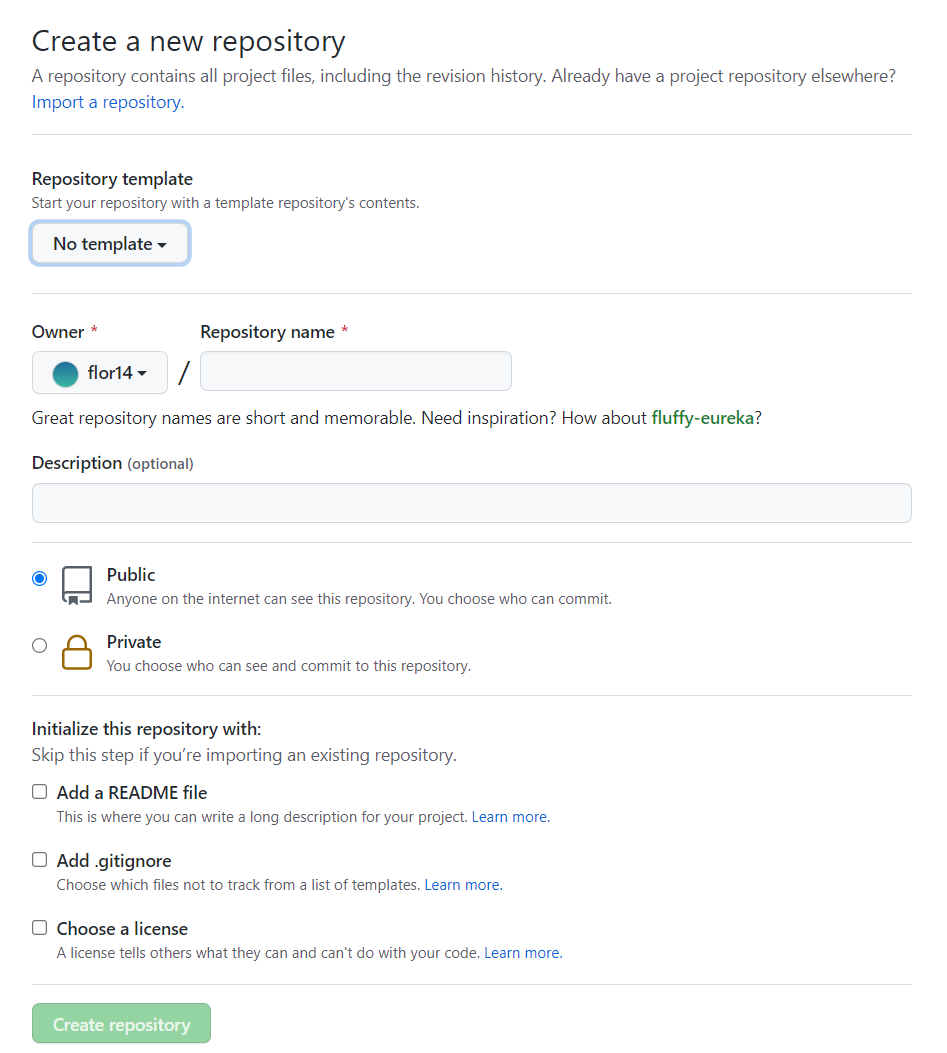 Create a new repository
A repository contains all project files, including the revision history. Already have a project repository elsewhere?
Import a repository.
Repository template
Start your repository with a template repository's contents.
No template
Owner *
Repository name *
flor14
/
Great repository names are short and memorable. Need inspiration? How about fluffy-eureka?
Description (optional)
Public
Anyone on the internet can see this repository. You choose who can commit.
Private
You choose who can see and commit to this repository.
Initialize this repository with:
Skip this step if you’re importing an existing repository.
Add a README file
This is where you can write a long description for your project. Learn more.
Add .gitignore
Choose which files not to track from a list of templates. Learn more.
Choose a license
A license tells others what they can and can't do with your code. Learn more.
Create repository